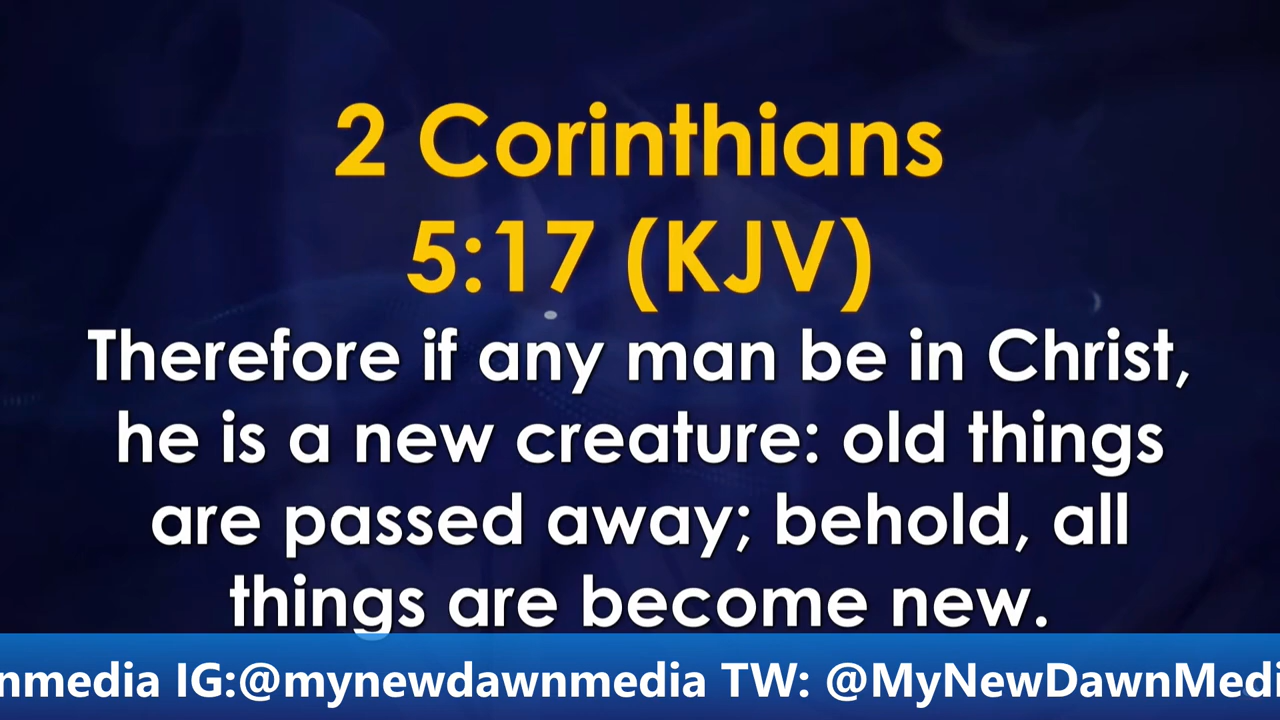 2 Corinthians
5:17 (KJV)
Therefore if any man be in Christ,
he is a new creature: old things
are passed away; behold, all
things are become new.
nmedia IG:@mynewdawnmedia TW: @MyNewDawnMedi